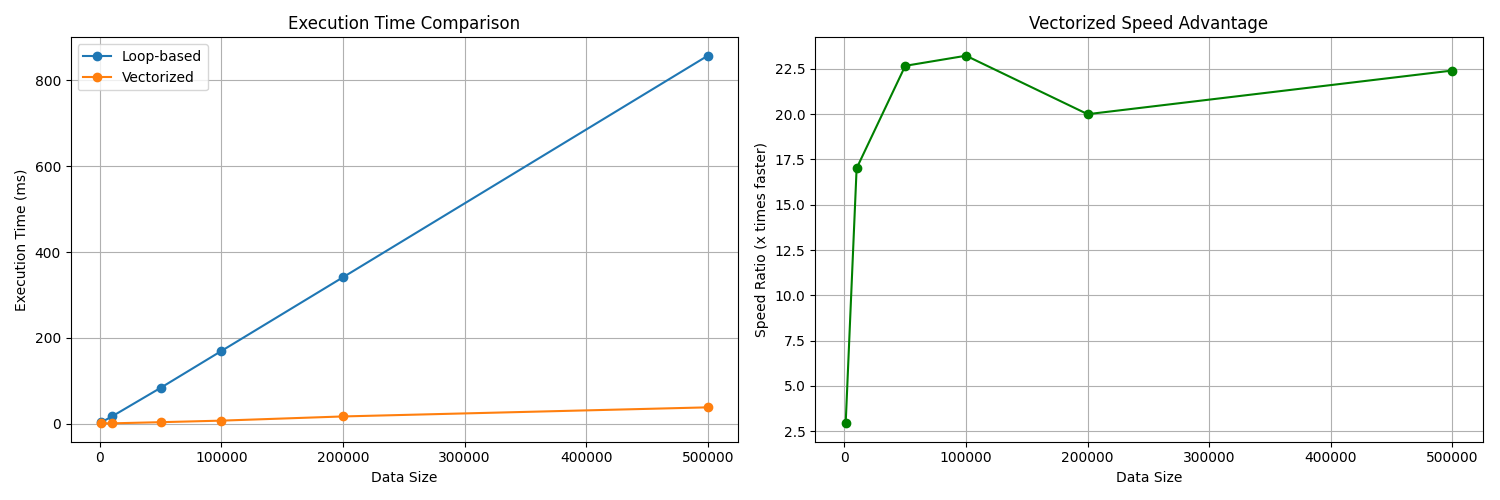 Execution Time Comparison
Loop-based
Vectorized
Execution Time (ms)
800
600
400
200
0
0 100000 200000 300000 400000 500000
Data Size
Vectorized Speed Advantage
Speed Ratio (x times faster)
22.5
20.0
17.5
15.0
12.5
10.0
7.5
5.0
2.5
0 100000 200000 300000 400000 500000
Data Size